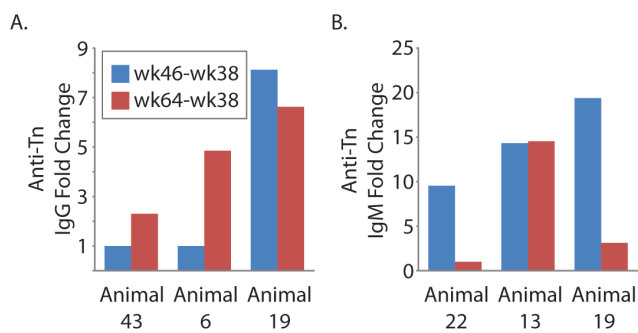 A.
Anti-Tn
IgG Fold Change
9
7
5
3
1
wk46-wk38
wk64-wk38
Animal
43
Animal
6
Animal
19
B.
Anti-Tn
IgM Fold Change
25
20
15
10
5
0
Animal
22
Animal
13
Animal
19